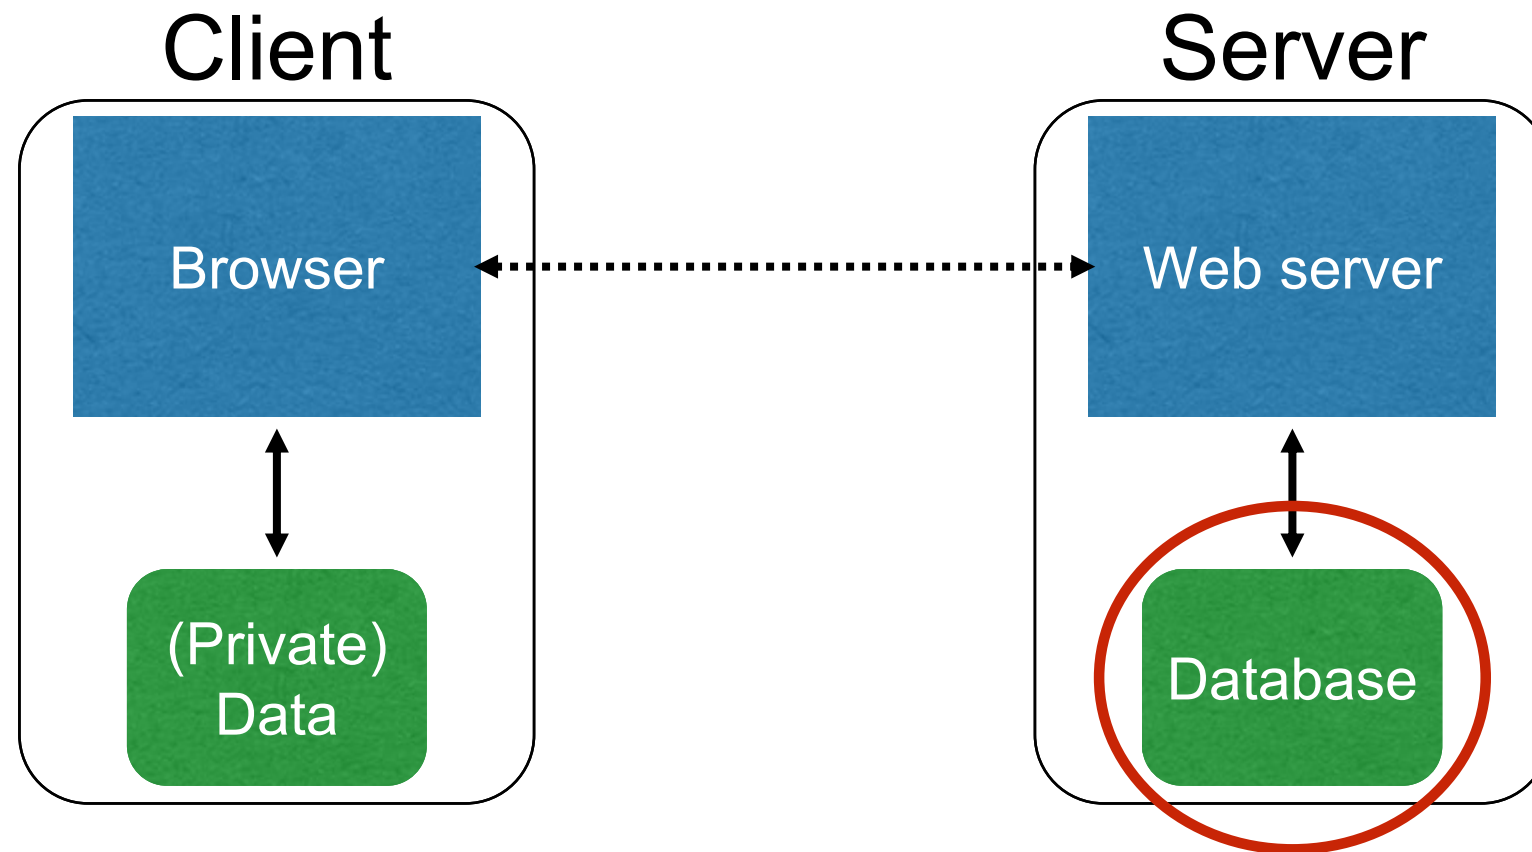 Client
Server
Browser
Web server
(Private)
Data
Database